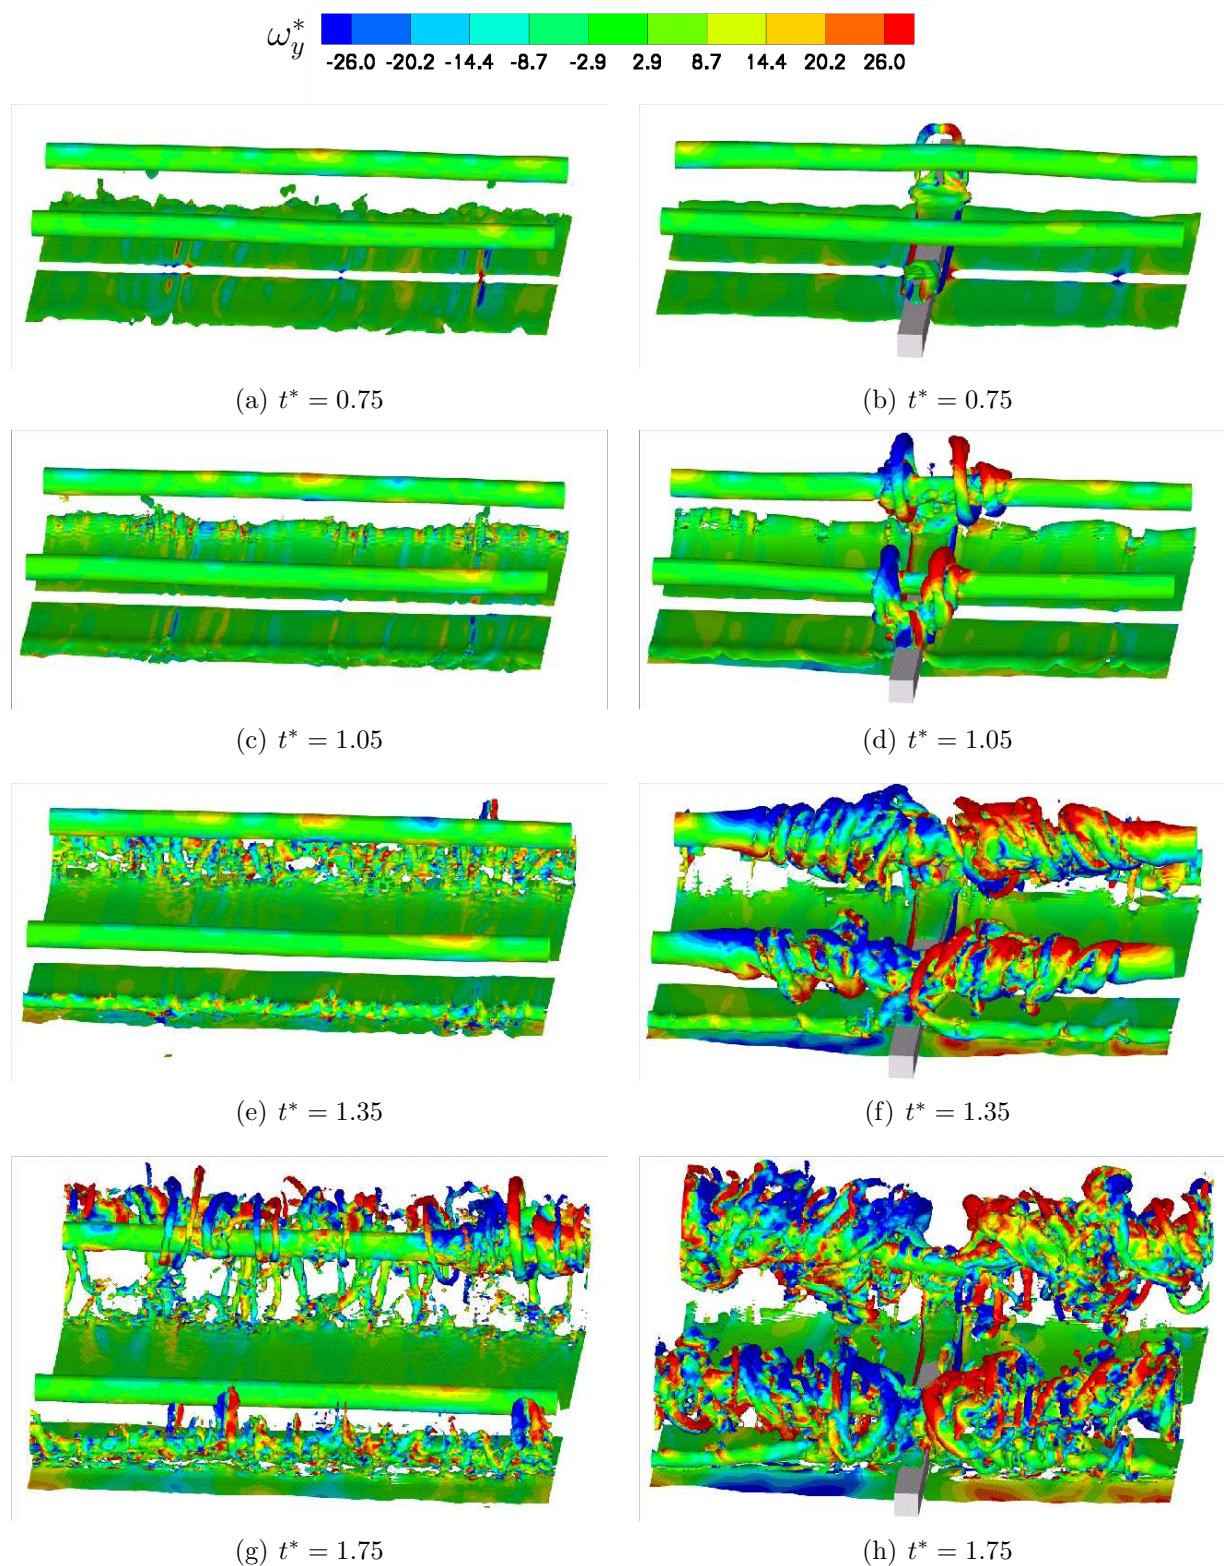 ω*y
-26.0 -20.2 -14.4 -8.7 -2.9 2.9 8.7 14.4 20.2 26.0
(a) t* = 0.75
(b) t* = 0.75
(c) t* = 1.05
(d) t* = 1.05
(e) t* = 1.35
(f) t* = 1.35
(g) t* = 1.75
(h) t* = 1.75